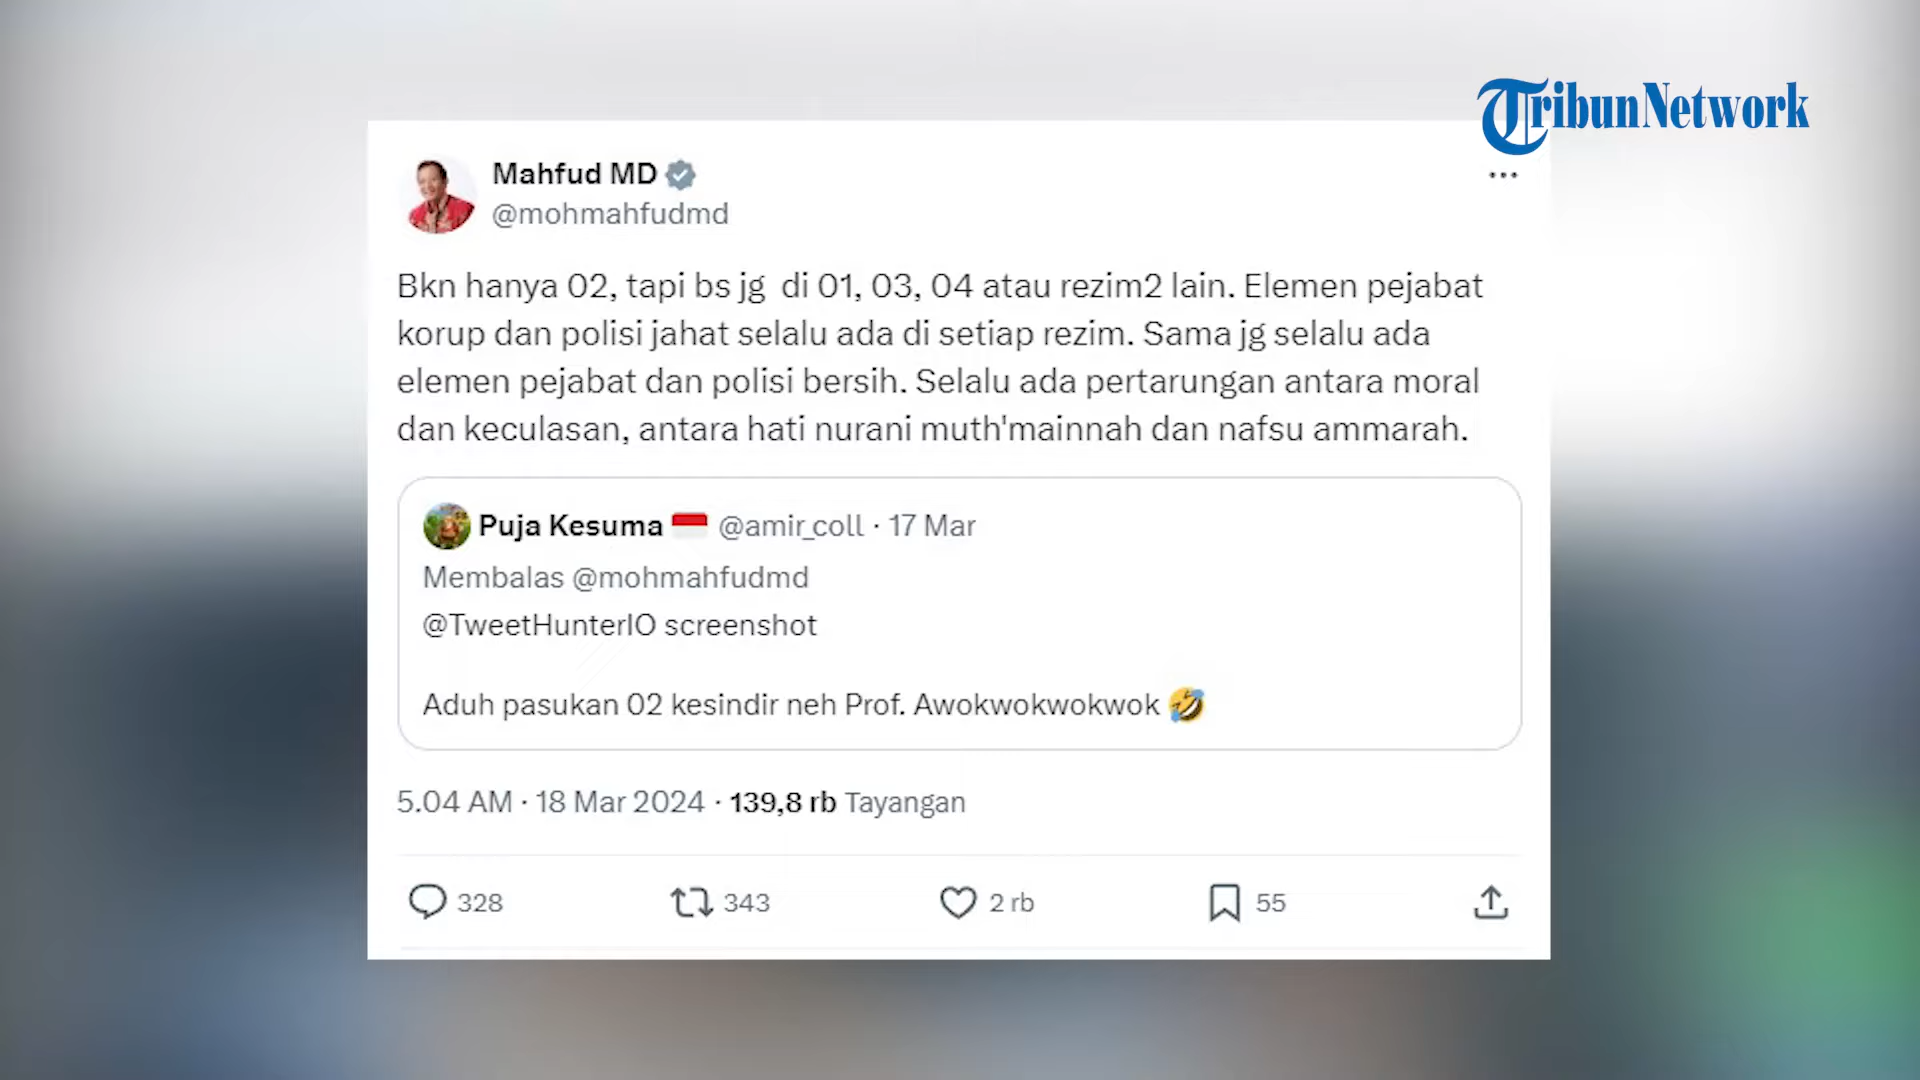 TribunNetwork
Mahfud MD
@mohmahfudmd
Bkn hanya 02, tapi bs jg di 01, 03, 04 atau rezim2 lain. Elemen pejabat
korup dan polisi jahat selalu ada di setiap rezim. Sama jg selalu ada
elemen pejabat dan polisi bersih. Selalu ada pertarungan antara moral
dan keculasan, antara hati nurani muth'mainnah dan nafsu ammarah.
Puja Kesuma 🇮🇩 @amir_coll · 17 Mar
Membalas @mohmahfudmd
@TweetHunterIO screenshot
Aduh pasukan 02 kesindir neh Prof. Awokwokwokwok 🤣
5.04 AM · 18 Mar 2024 · 139,8 rb Tayangan
328 343 2 rb 55